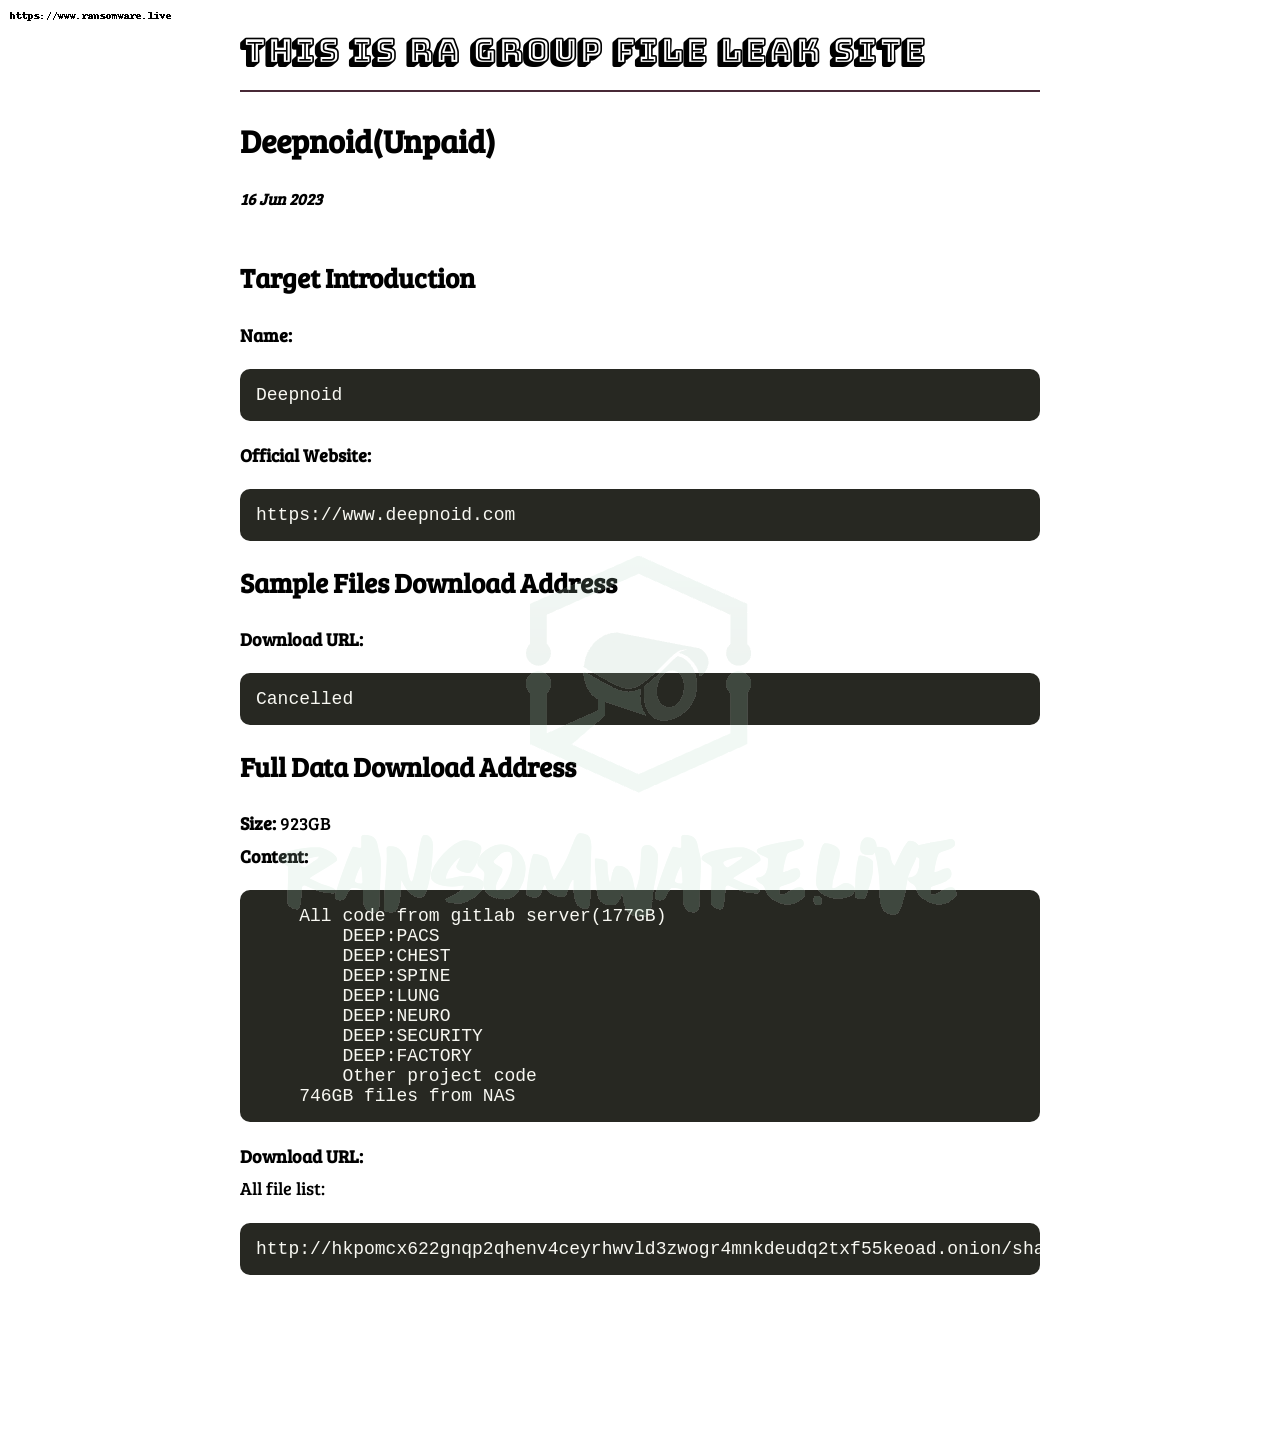 https://www.ransomware.live
THIS IS RA GROUP FILE LEAK SITE
Deepnoid(Unpaid)
16 Jun 2023
Target Introduction
Name:
Deepnoid
Official Website:
https://www.deepnoid.com
Sample Files Download Address
Download URL:
Cancelled
Full Data Download Address
Size: 923GB
Content:
RANSOMWARE.LIVE
All code from gitlab server(177GB)
DEEP:PACS
DEEP:CHEST
DEEP:SPINE
DEEP:LUNG
DEEP:NEURO
DEEP:SECURITY
DEEP:FACTORY
Other project code
746GB files from NAS
Download URL:
All file list:
http://hkpomcx622gnqp2qhenv4ceyrhwvld3zwogr4mnkdeudq2txf55keoad.onion/sha